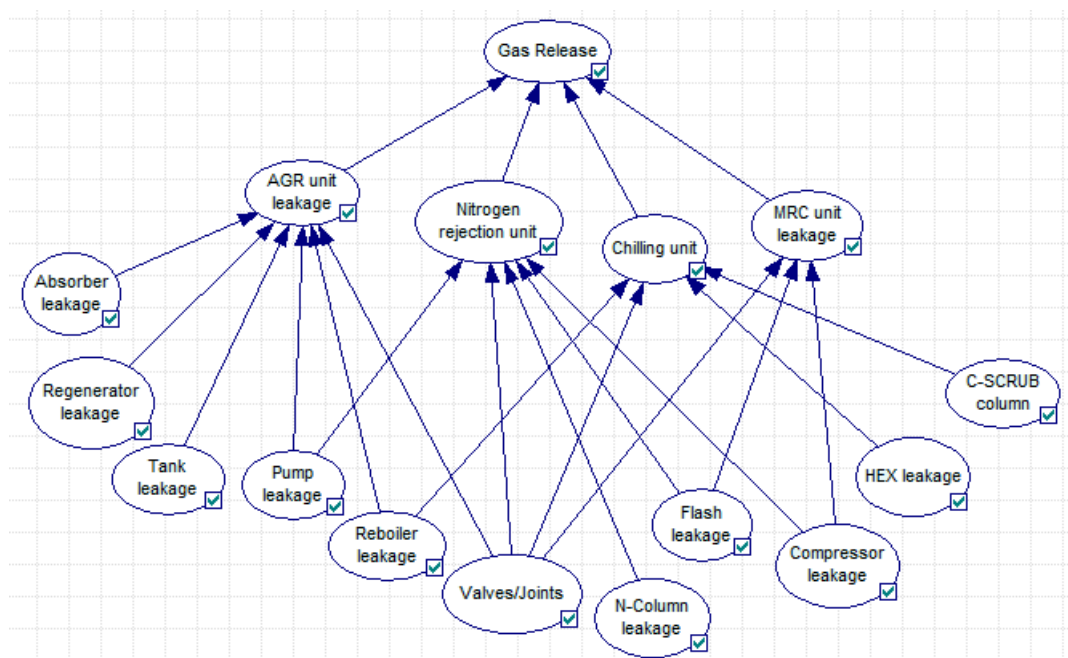 Gas Release
AGR unit
leakage
Nitrogen
rejection unit
Chilling unit
MRC unit
leakage
Absorber
leakage
Regenerator
leakage
Tank
leakage
Pump
leakage
Reboiler
leakage
Valves/Joints
N-Column
leakage
Flash
leakage
Compressor
leakage
HEX leakage
C-SCRUB
column